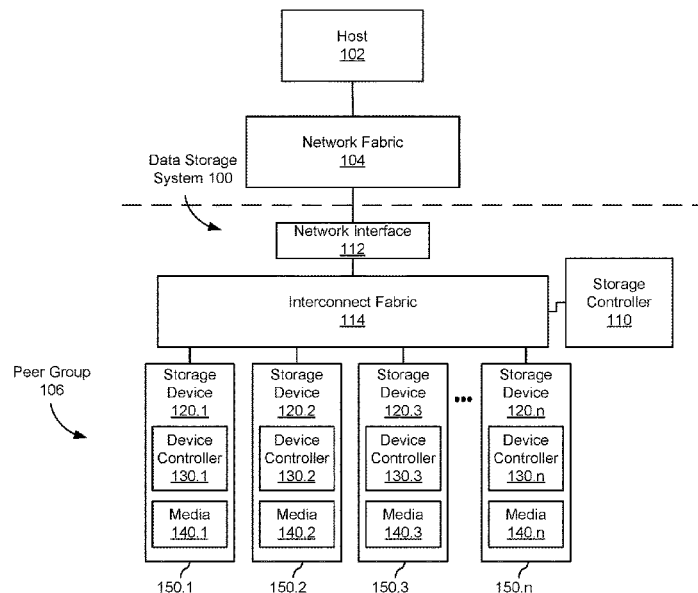 Host
102
Network Fabric
104
Data Storage
System 100
Network Interface
112
Interconnect Fabric
114
Storage
Controller
110
Peer Group
106
Storage
Device
120.1
Storage
Device
120.2
Storage
Device
120.3
Storage
Device
120.n
Device
Controller
130.1
Device
Controller
130.2
Device
Controller
130.3
Device
Controller
130.n
Media
140.1
Media
140.2
Media
140.3
Media
140.n
150.1
150.2
150.3
150.n